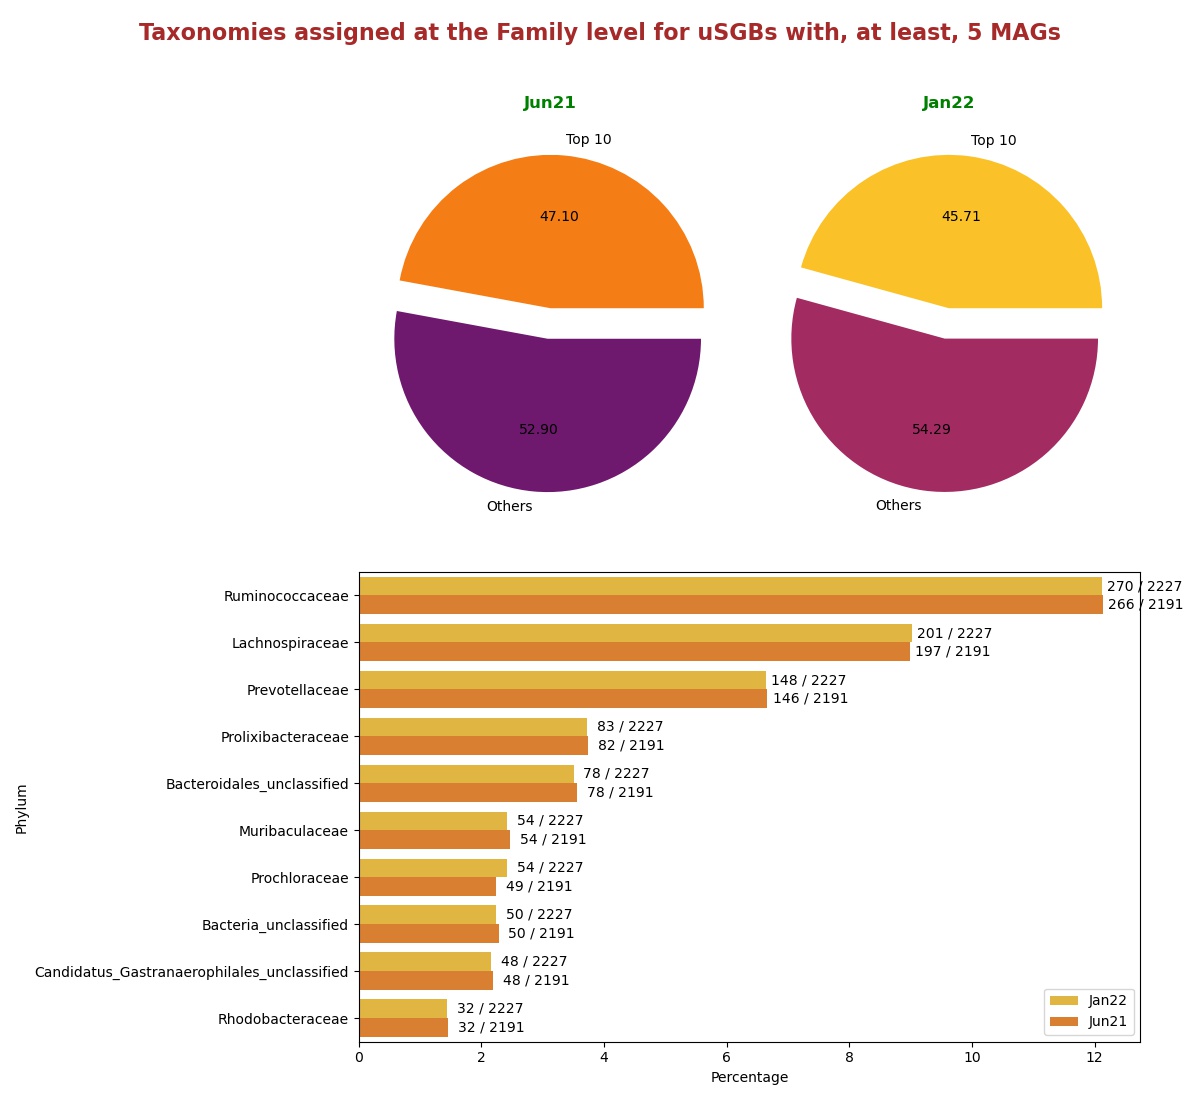 Taxonomies assigned at the Family level for uSGBs with, at least, 5 MAGs
Jun21
Jan22
Top 10
Top 10
47.10
45.71
52.90
54.29
Others
Others
Phylum
Ruminococcaceae
270 / 2227
266 / 2191
Lachnospiraceae
201 / 2227
197 / 2191
Prevotellaceae
148 / 2227
146 / 2191
Prolixibacteraceae
83 / 2227
82 / 2191
Bacteroidales_unclassified
78 / 2227
78 / 2191
Muribaculaceae
54 / 2227
54 / 2191
Prochloraceae
54 / 2227
49 / 2191
Bacteria_unclassified
50 / 2227
50 / 2191
Candidatus_Gastranaerophilales_unclassified
48 / 2227
48 / 2191
Rhodobacteraceae
32 / 2227
32 / 2191
Jan22
Jun21
0 2 4 6 8 10 12
Percentage